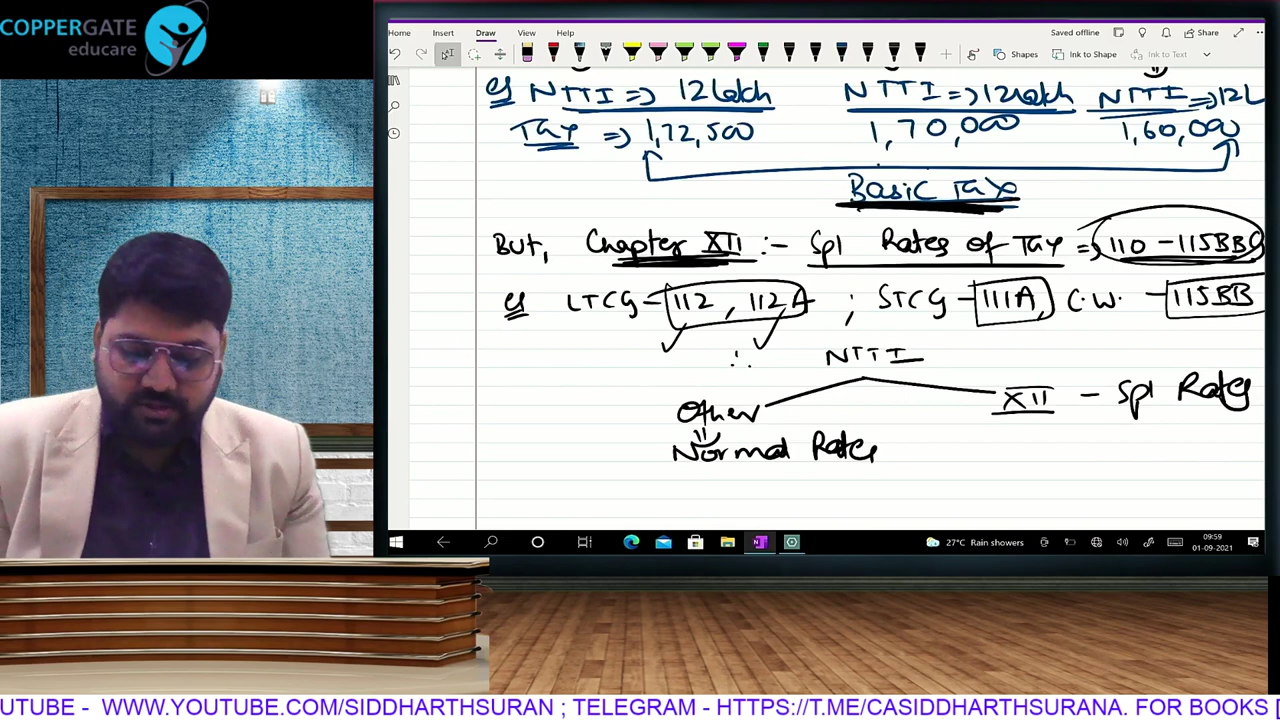 COPPERGATE
educare
Home Insert Draw View Help
Saved offline
Share
Shapes
Ink to Shape
Ink to Text
eg NTTI => 12 Lakh NTTI => 12 Lakh NTTI => 12L
Tax => 1,72,500 1,70,000 1,60,000
Basic Tax
But, Chapter XII :- Spl Rates of Tax => 110 - 115BBG
eg LTCG - 112, 112A ; STCG - 111A, C.W. - 115BB
∴ NTTI
Other XII - Spl Rates
Normal Rates
27°C Rain showers
09:59
01-09-2021
UTUBE - WWW.YOUTUBE.COM/SIDDHARTHSURAN ; TELEGRAM - HTTPS://T.ME/CASIDDHARTHSURANA. FOR BOOKS [